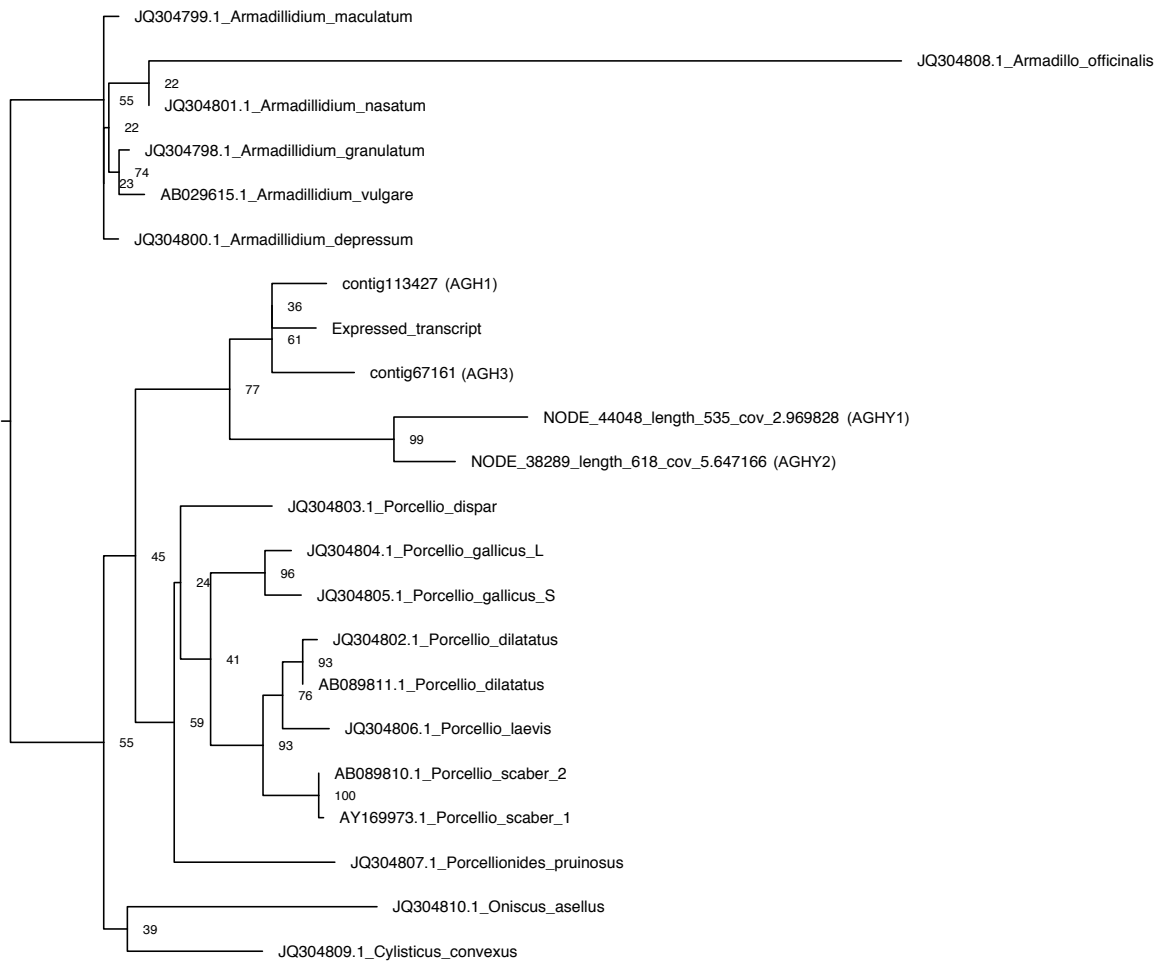 JQ304799.1_Armadillidium_maculatum
JQ304808.1_Armadillo_officinalis
22
55
JQ304801.1_Armadillidium_nasatum
22
JQ304798.1_Armadillidium_granulatum
74
23
AB029615.1_Armadillidium_vulgare
JQ304800.1_Armadillidium_depressum
contig113427 (AGH1)
36
Expressed_transcript
61
contig67161 (AGH3)
77
NODE_44048_length_535_cov_2.969828 (AGHY1)
99
NODE_38289_length_618_cov_5.647166 (AGHY2)
JQ304803.1_Porcellio_dispar
JQ304804.1_Porcellio_gallicus_L
45
96
24
JQ304805.1_Porcellio_gallicus_S
JQ304802.1_Porcellio_dilatatus
41
93
AB089811.1_Porcellio_dilatatus
76
59
JQ304806.1_Porcellio_laevis
55
93
AB089810.1_Porcellio_scaber_2
100
AY169973.1_Porcellio_scaber_1
JQ304807.1_Porcellionides_pruinosus
JQ304810.1_Oniscus_asellus
39
JQ304809.1_Cylisticus_convexus